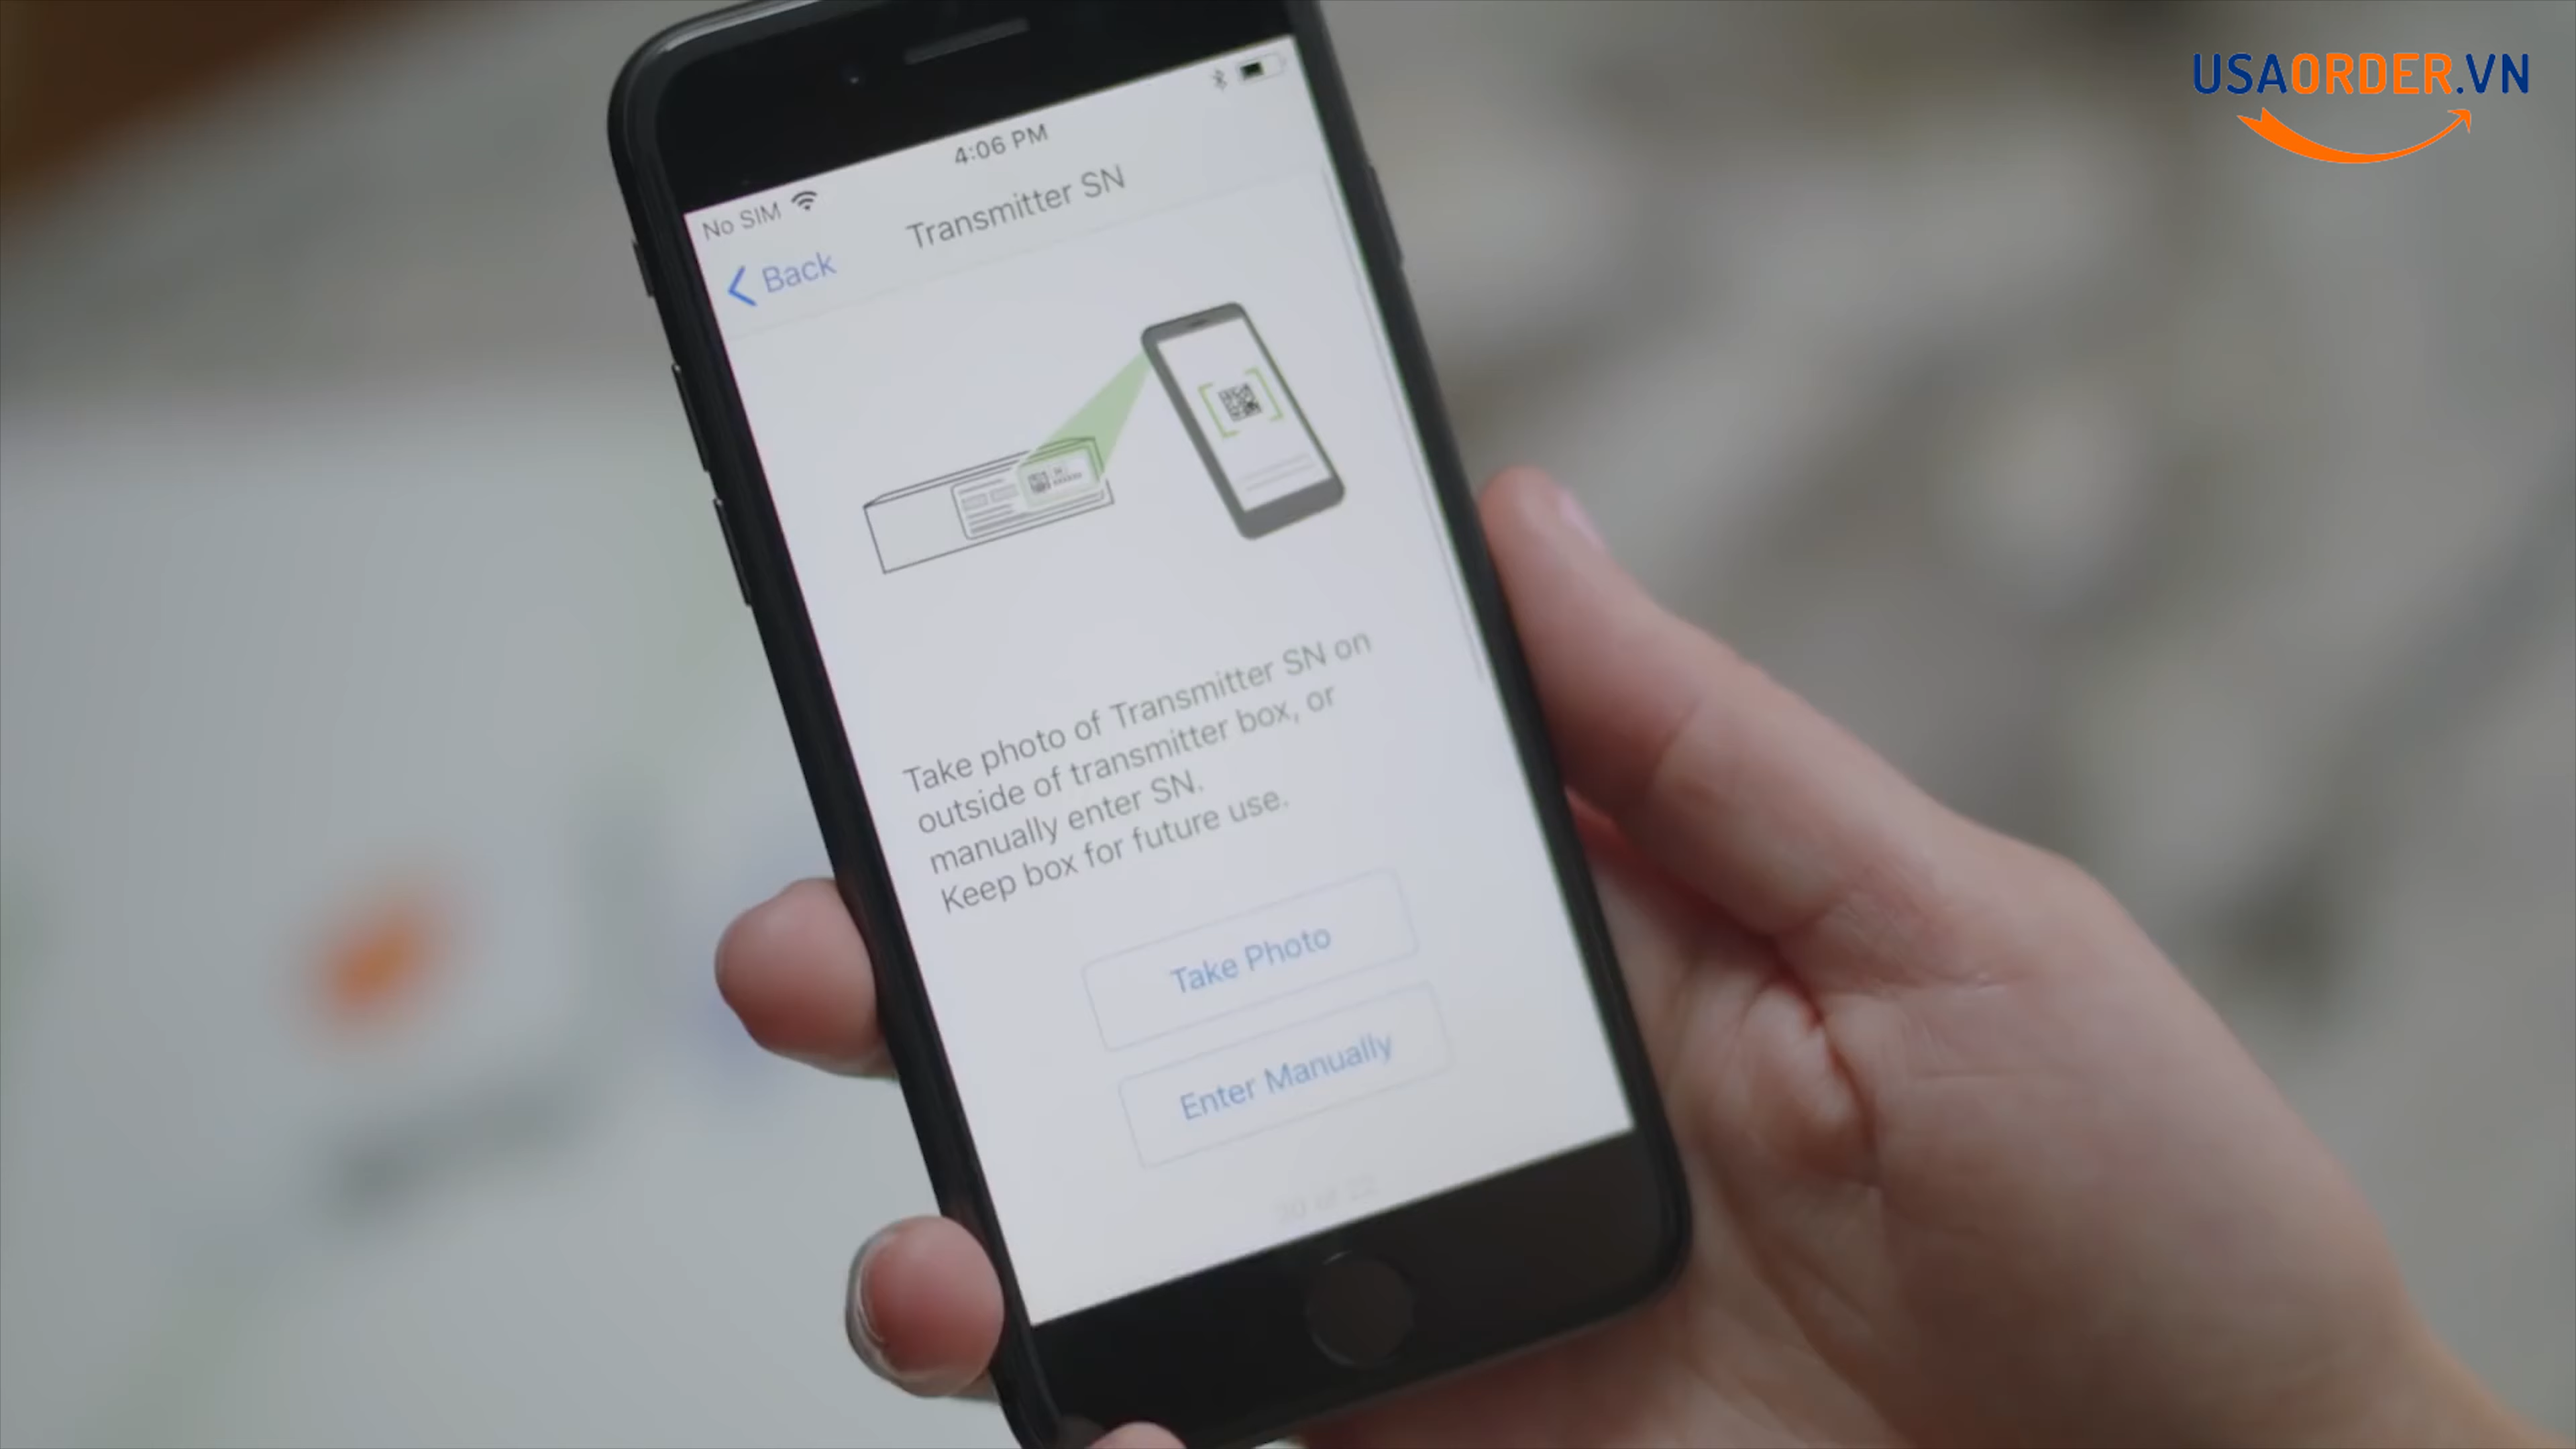 USAORDER.VN
4:06 PM
No SIM
Transmitter SN
Back
Take photo of Transmitter SN on
outside of transmitter box, or
manually enter SN.
Keep box for future use.
Take Photo
Enter Manually